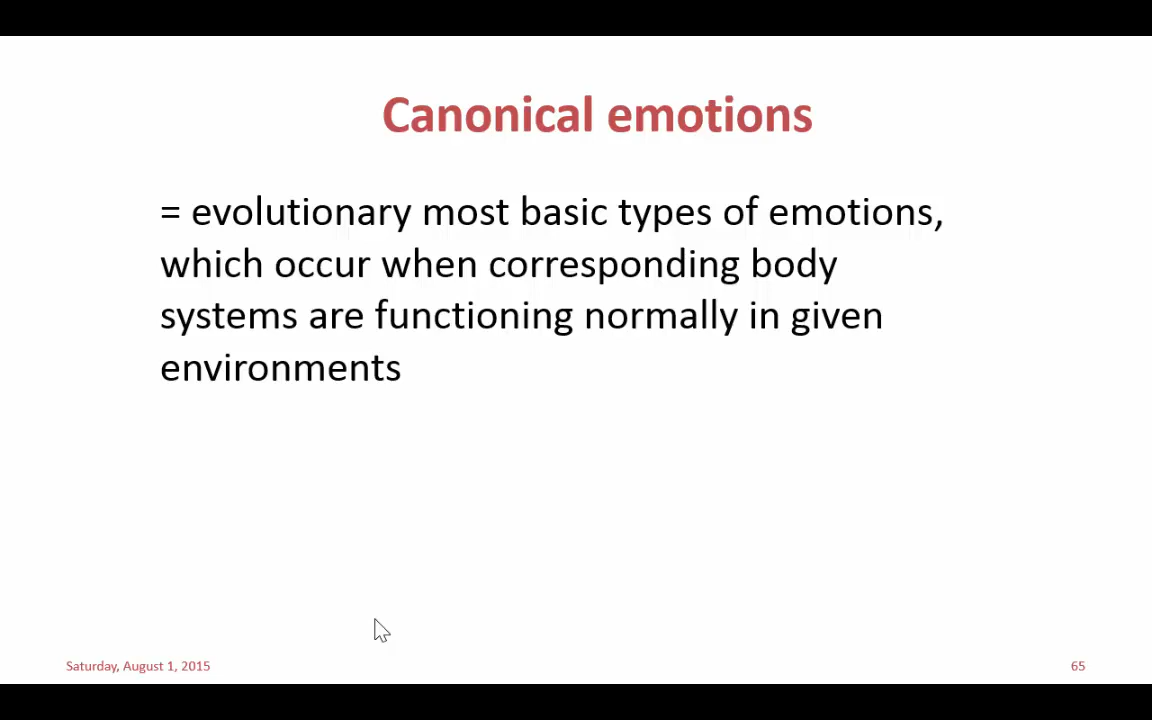 Canonical emotions
= evolutionary most basic types of emotions,
which occur when corresponding body
systems are functioning normally in given
environments
Saturday, August 1, 2015
65